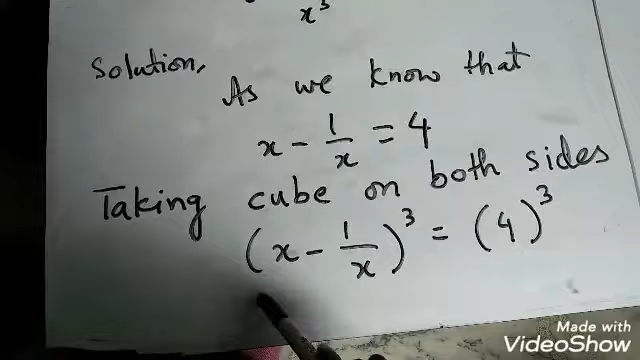 x³
Solution,
As we know that
x - 1/x = 4
Taking cube on both sides
(x - 1/x)³ = (4)³
Made with
VideoShow